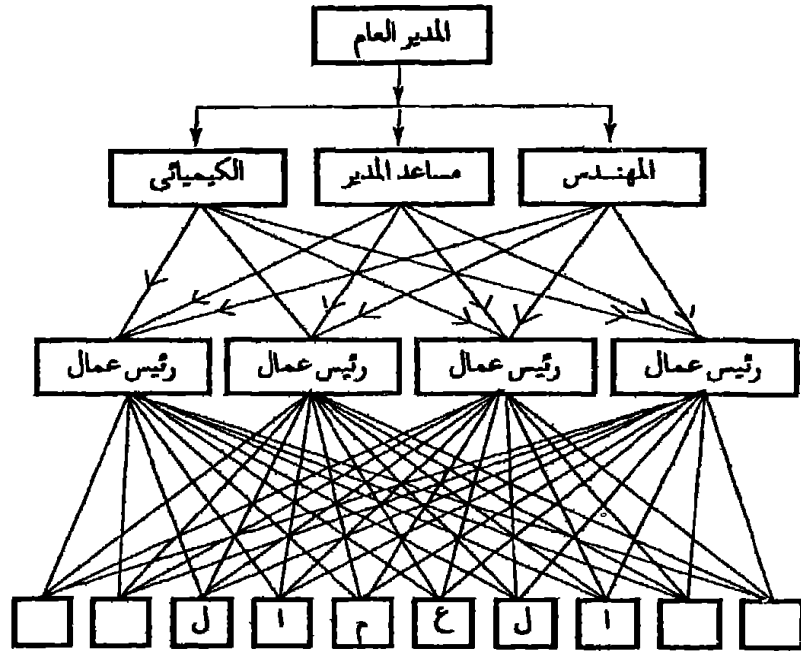 المدير العام
المهندس مساعد المدير الكيميائى
رئيس عمال رئيس عمال رئيس عمال رئيس عمال
ا ل ع م ا ل